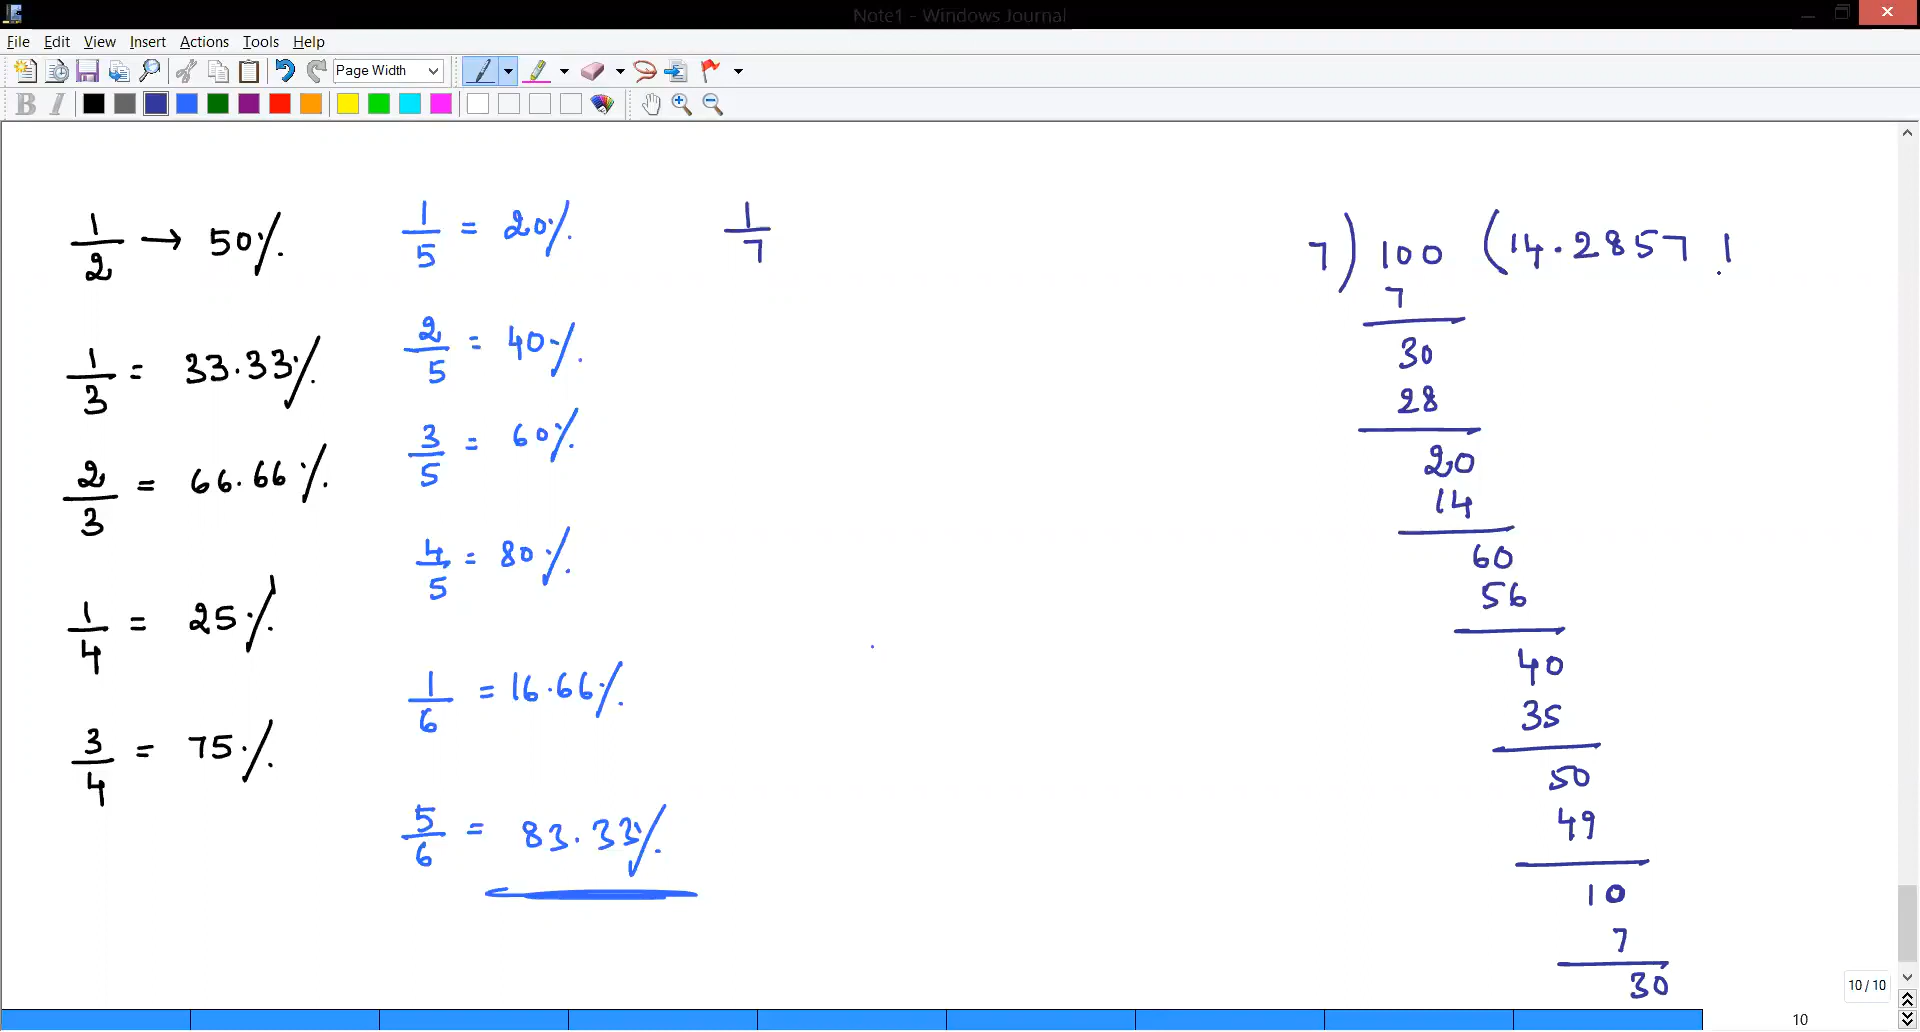 Note1 - Windows Journal
File Edit View Insert Actions Tools Help
Page Width
B I
1/2 → 50%
1/3 = 33.33%
2/3 = 66.66%
1/4 = 25%
3/4 = 75%
1/5 = 20%
2/5 = 40%
3/5 = 60%
4/5 = 80%
1/6 = 16.66%
5/6 = 83.33%
1/7
7 ) 100 ( 14.28571
7
30
28
20
14
60
56
40
35
50
49
10
7
30
10 / 10
10